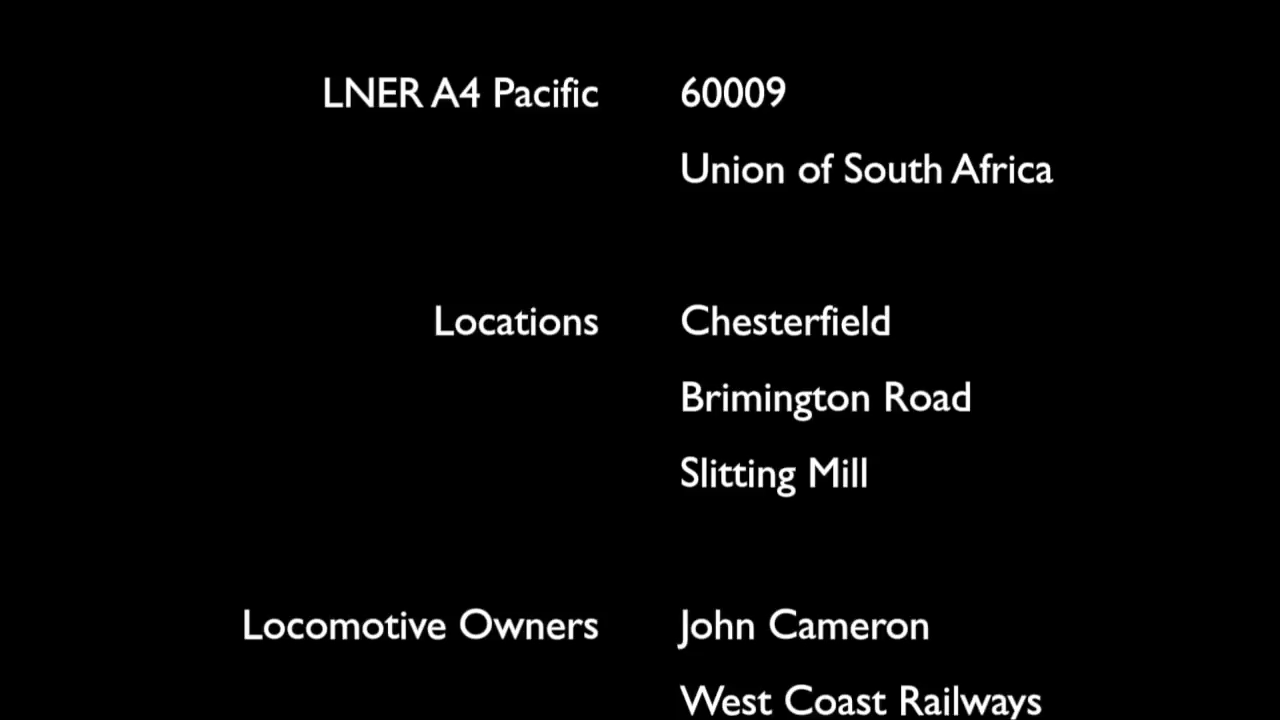 LNER A4 Pacific 60009
Union of South Africa
Locations Chesterfield
Brimington Road
Slitting Mill
Locomotive Owners John Cameron
West Coast Railways